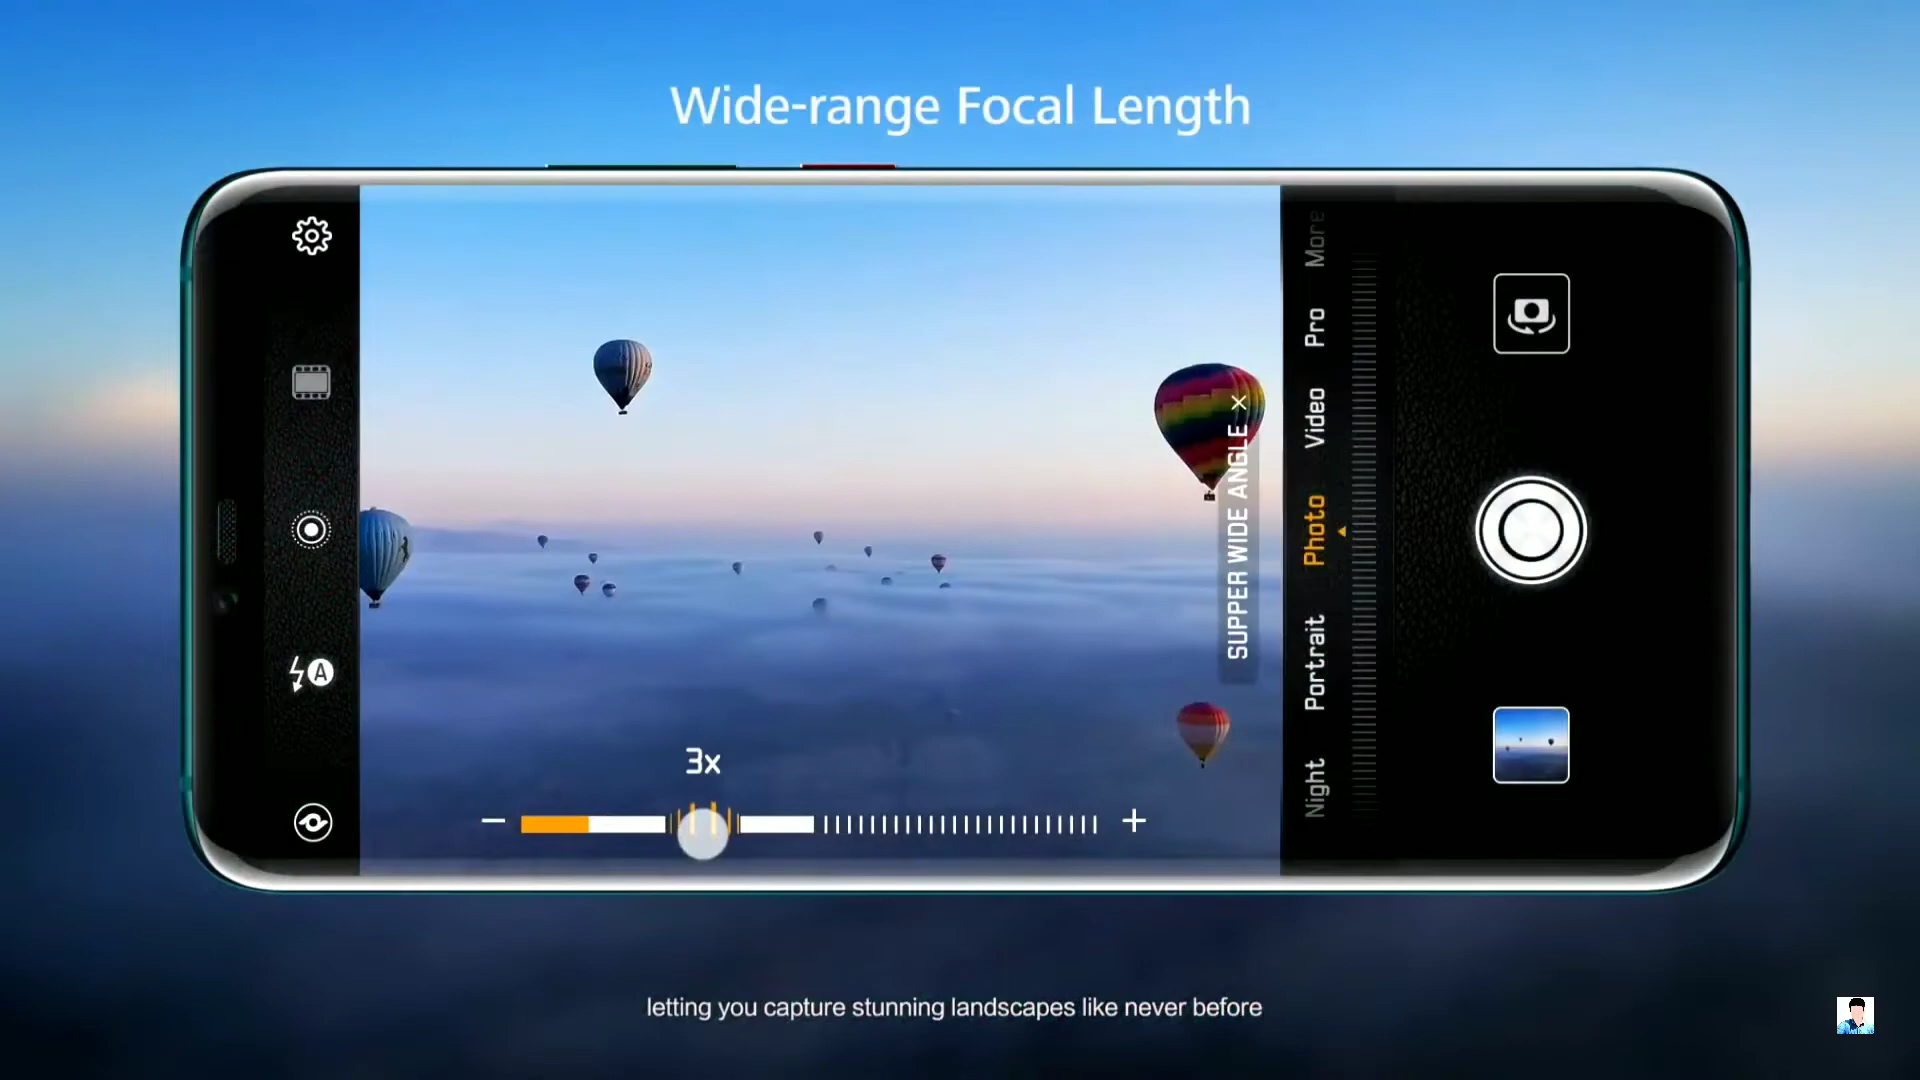 Wide-range Focal Length
More
Pro
Video
Photo
Portrait
Night
SUPPER WIDE ANGLE ×
A
3x
− +
letting you capture stunning landscapes like never before